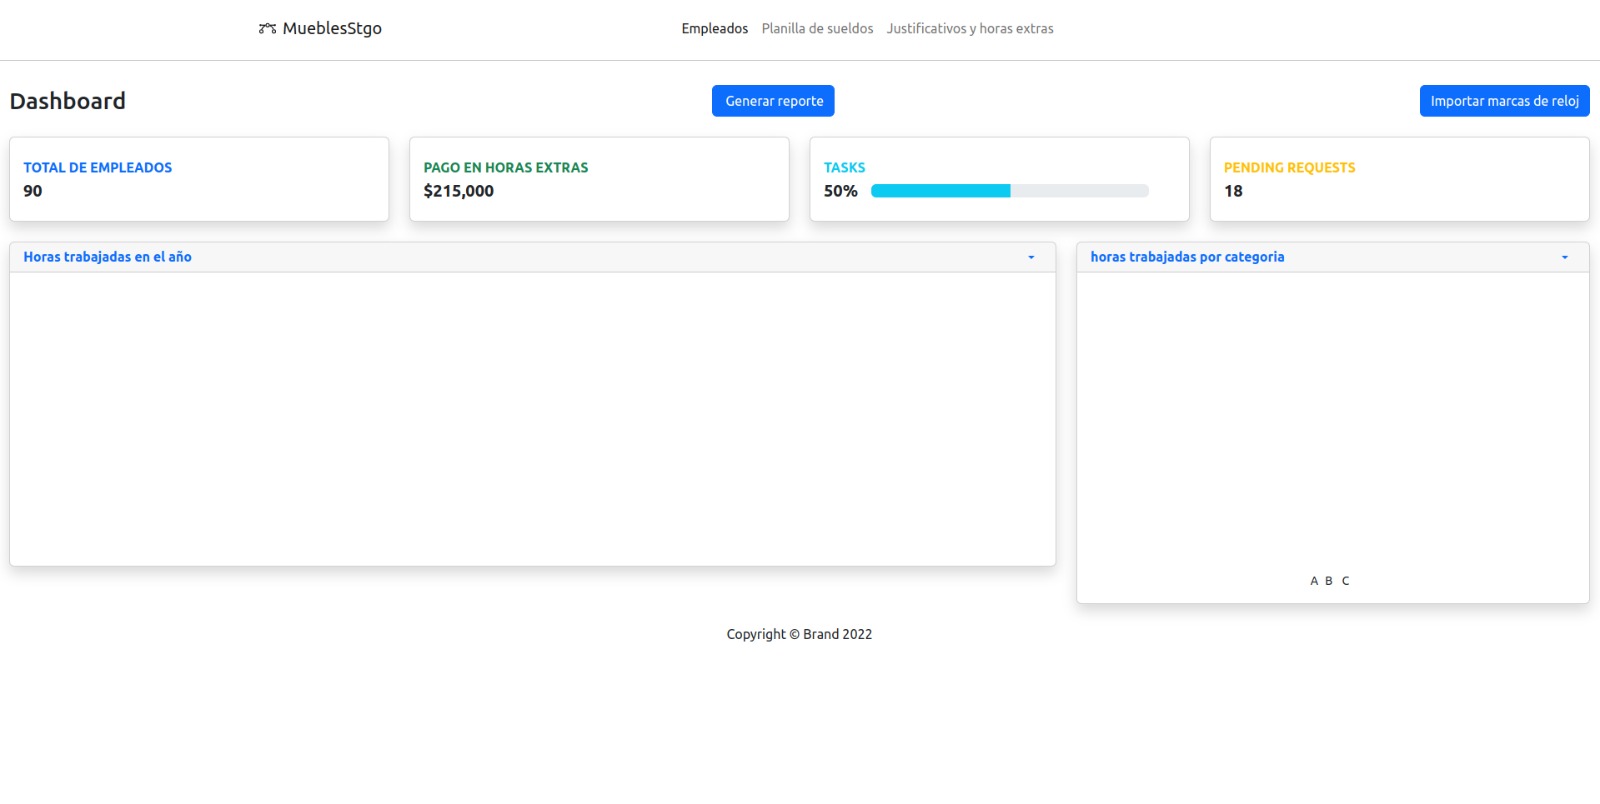 MueblesStgo
Empleados Planilla de sueldos Justificativos y horas extras
Dashboard
Generar reporte
Importar marcas de reloj
TOTAL DE EMPLEADOS
90
PAGO EN HORAS EXTRAS
$215,000
TASKS
50%
PENDING REQUESTS
18
Horas trabajadas en el año
horas trabajadas por categoria
A B C
Copyright © Brand 2022